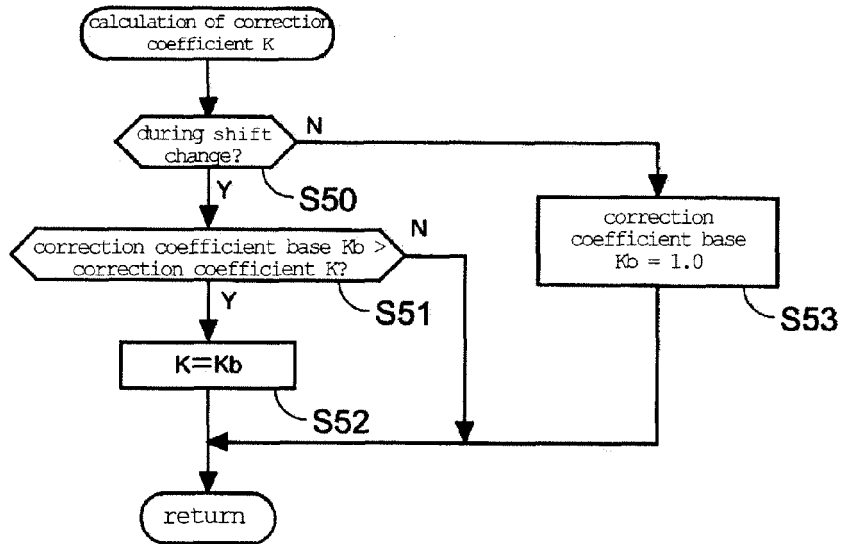 calculation of correction
coefficient K
during shift
change?
N
Y
S50
correction coefficient base Kb >
correction coefficient K?
N
Y
S51
correction
coefficient base
Kb = 1.0
S53
K=Kb
S52
return